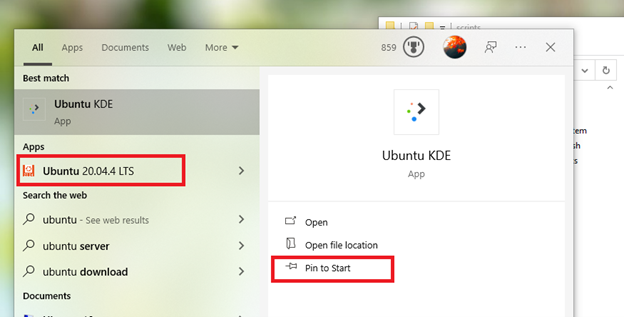 scripts
All Apps Documents Web More 859
Best match
Ubuntu KDE
App
Apps
Ubuntu 20.04.4 LTS
Search the web
ubuntu - See web results
ubuntu server
ubuntu download
Documents
Ubuntu KDE
App
Open
Open file location
Pin to Start